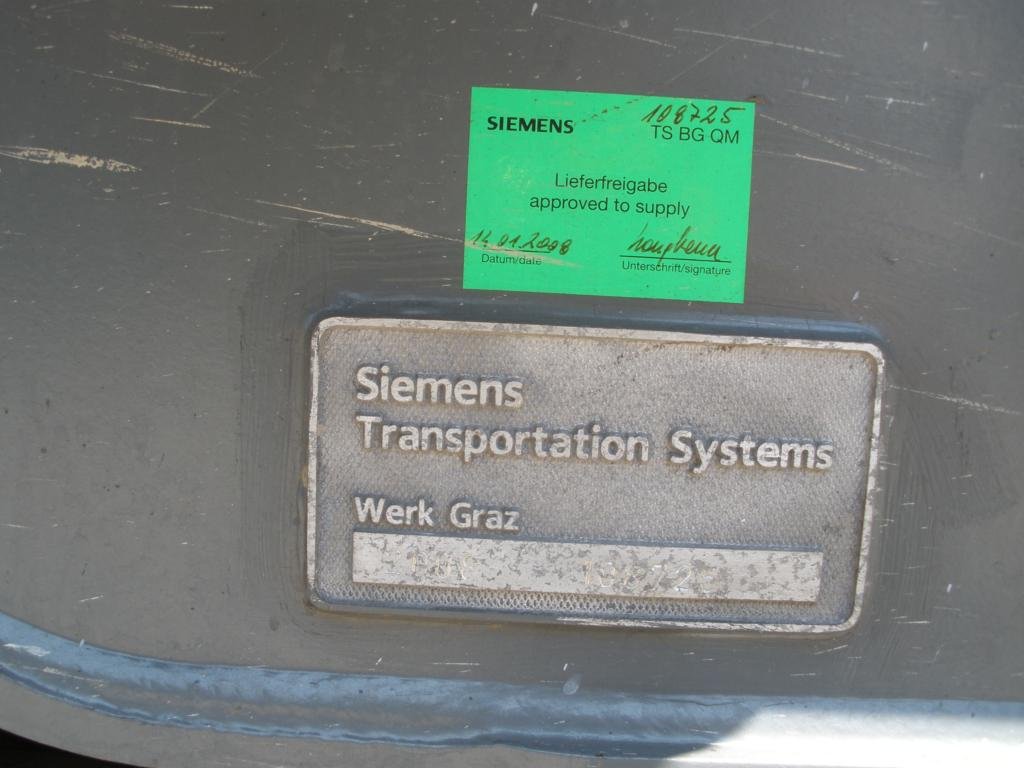 SIEMENS
108725
TS BG QM
Lieferfreigabe
approved to supply
14.01.2008
Datum/date
Unterschrift/signature
Siemens
Transportation Systems
Werk Graz